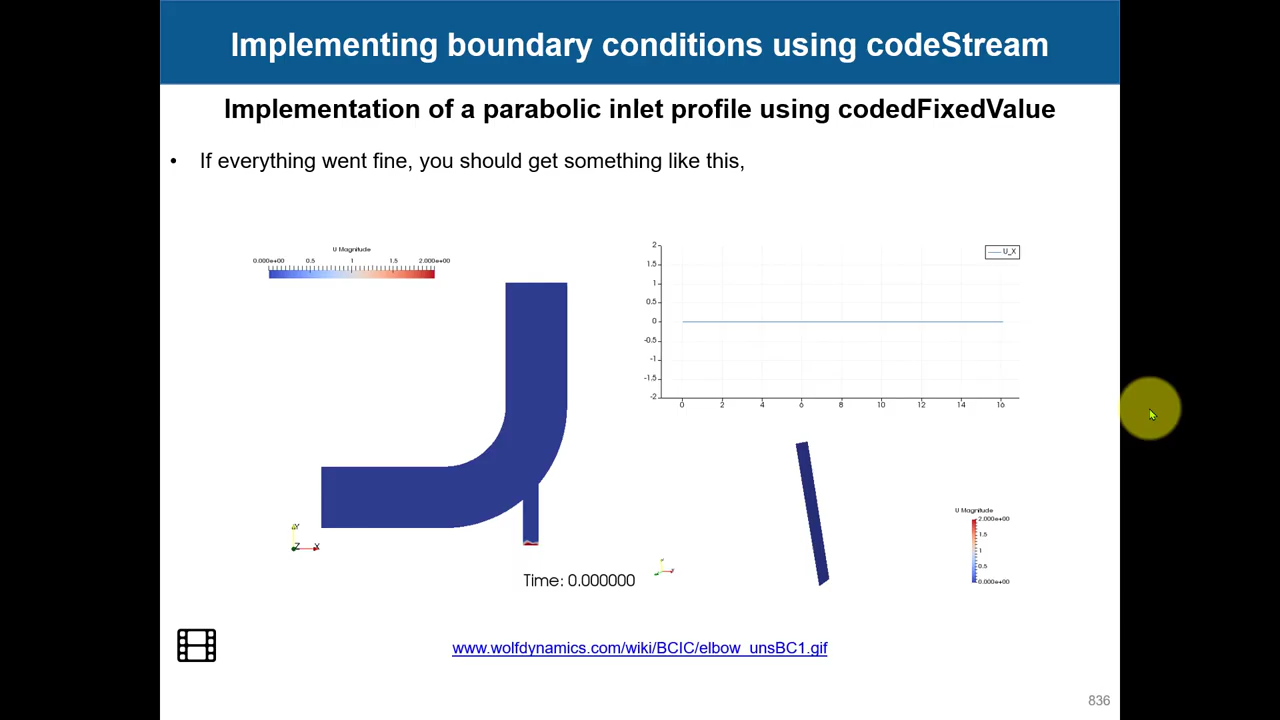 Implementing boundary conditions using codeStream
Implementation of a parabolic inlet profile using codedFixedValue
• If everything went fine, you should get something like this,
U Magnitude
0.000e+00 0.5 1 1.5 2.000e+00
2
1.5
1
0.5
0
-0.5
-1
-1.5
-2
0 2 4 6 8 10 12 14 16
U_X
Y
Z X
Time: 0.000000
U Magnitude
2.000e+00
1.5
1
0.5
0.000e+00
www.wolfdynamics.com/wiki/BCIC/elbow_unsBC1.gif
836